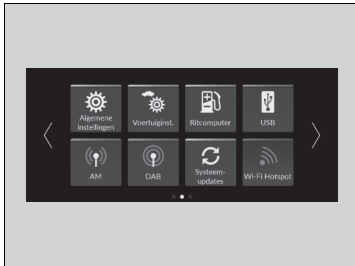 Algemene
instellingen
Voertuiginst.
Ritcomputer
USB
AM
DAB
Systeem-
updates
Wi-Fi Hotspot